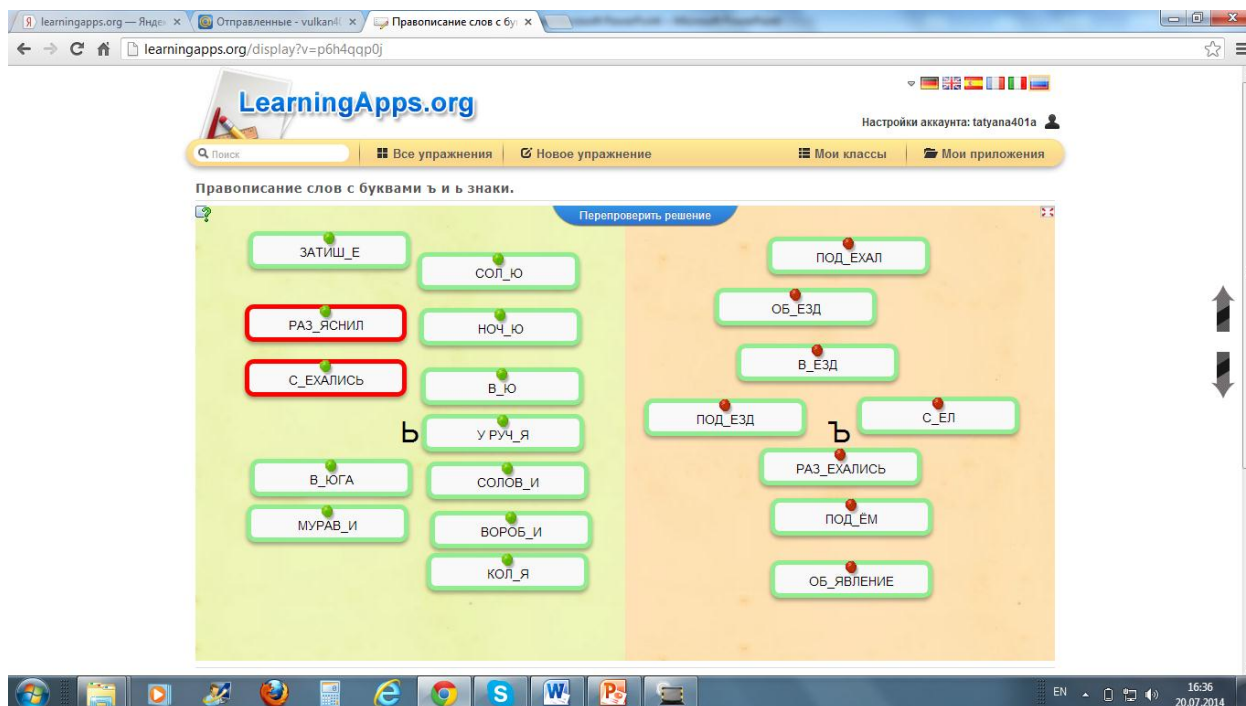 learningapps.org — Янде
Отправленные - vulkan4
Правописание слов с бу
learningapps.org/display?v=p6h4qqp0j
LearningApps.org
Настройки аккаунта: tatyana401a
Поиск
Все упражнения
Новое упражнение
Мои классы
Мои приложения
Правописание слов с буквами ъ и ь знаки.
Перепроверить решение
ЗАТИШ_Е
СОЛ_Ю
РАЗ_ЯСНИЛ
НОЧ_Ю
С_ЕХАЛИСЬ
В_Ю
Ь
У РУЧ_Я
В_ЮГА
СОЛОВ_И
МУРАВ_И
ВОРОБ_И
КОЛ_Я
ПОД_ЕХАЛ
ОБ_ЕЗД
В_ЕЗД
ПОД_ЕЗД
Ъ
С_ЕЛ
РАЗ_ЕХАЛИСЬ
ПОД_ЁМ
ОБ_ЯВЛЕНИЕ
EN
16:36
20.07.2014